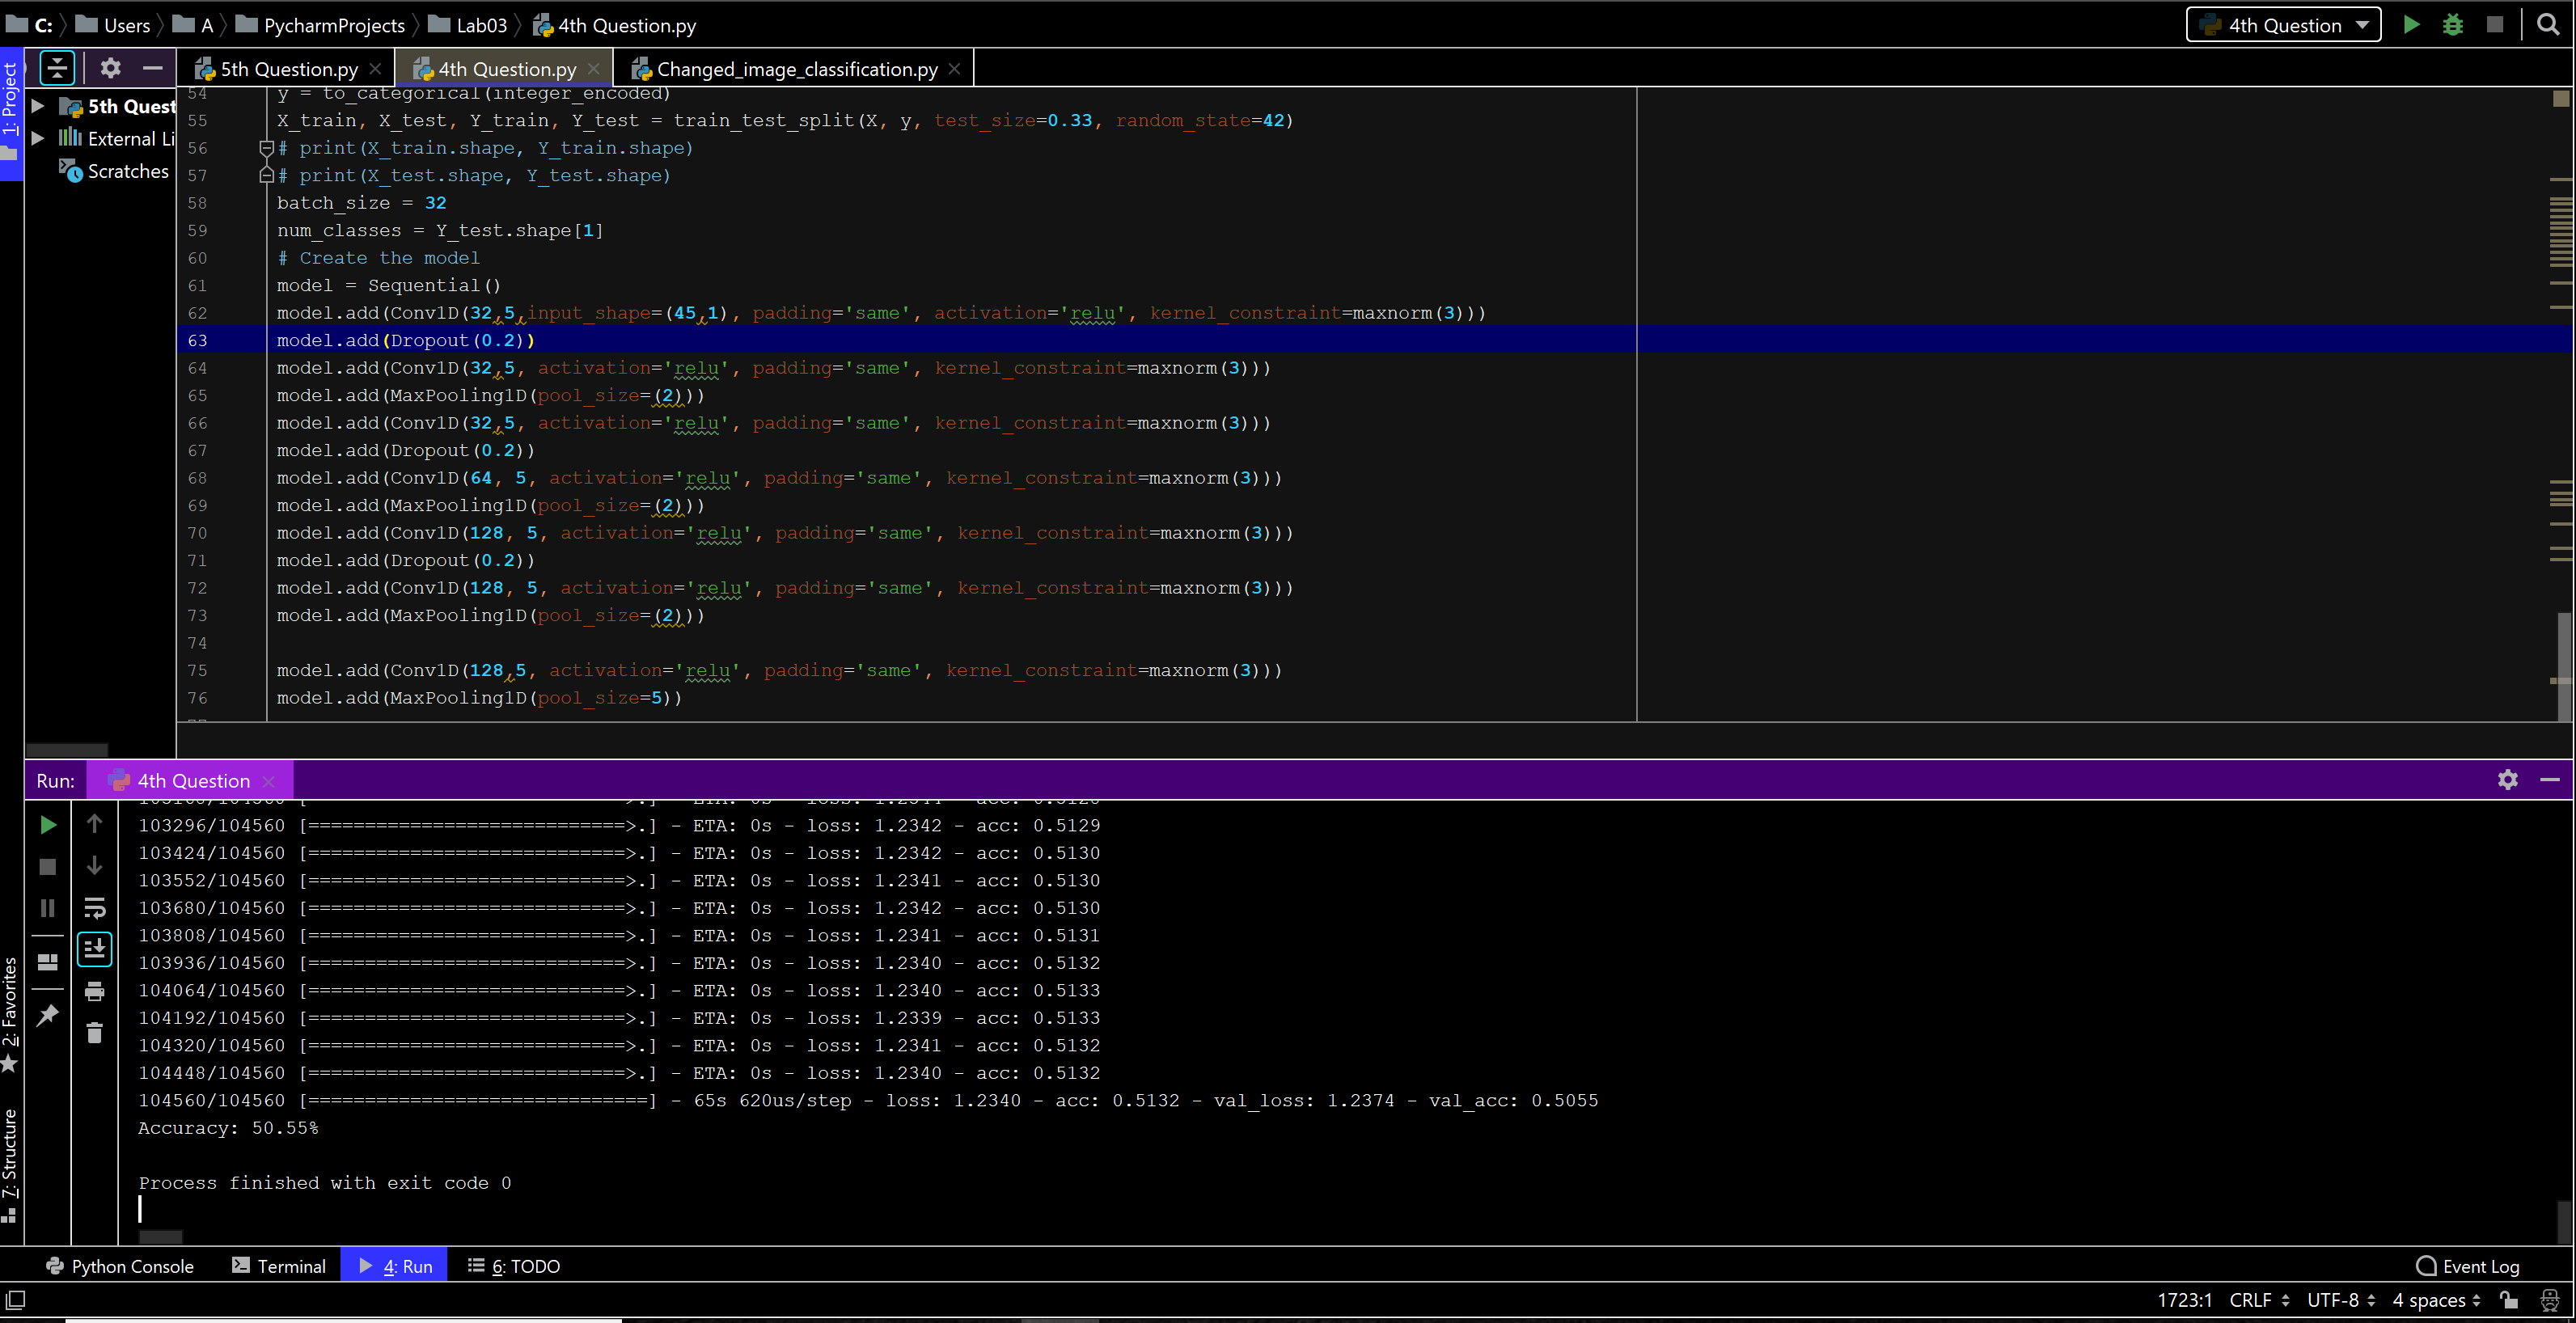 C: Users A PycharmProjects Lab03 4th Question.py 4th Question
1: Project
5th Question.py 4th Question.py Changed_image_classification.py
5th Quest
External Li
Scratches
54 y = to_categorical(integer_encoded)
55 X_train, X_test, Y_train, Y_test = train_test_split(X, y, test_size=0.33, random_state=42)
56 # print(X_train.shape, Y_train.shape)
57 # print(X_test.shape, Y_test.shape)
58 batch_size = 32
59 num_classes = Y_test.shape[1]
60 # Create the model
61 model = Sequential()
62 model.add(Conv1D(32,5,input_shape=(45,1), padding='same', activation='relu', kernel_constraint=maxnorm(3)))
63 model.add(Dropout(0.2))
64 model.add(Conv1D(32,5, activation='relu', padding='same', kernel_constraint=maxnorm(3)))
65 model.add(MaxPooling1D(pool_size=(2)))
66 model.add(Conv1D(32,5, activation='relu', padding='same', kernel_constraint=maxnorm(3)))
67 model.add(Dropout(0.2))
68 model.add(Conv1D(64, 5, activation='relu', padding='same', kernel_constraint=maxnorm(3)))
69 model.add(MaxPooling1D(pool_size=(2)))
70 model.add(Conv1D(128, 5, activation='relu', padding='same', kernel_constraint=maxnorm(3)))
71 model.add(Dropout(0.2))
72 model.add(Conv1D(128, 5, activation='relu', padding='same', kernel_constraint=maxnorm(3)))
73 model.add(MaxPooling1D(pool_size=(2)))
74
75 model.add(Conv1D(128,5, activation='relu', padding='same', kernel_constraint=maxnorm(3)))
76 model.add(MaxPooling1D(pool_size=5))
Run: 4th Question
103296/104560 [============================>.] - ETA: 0s - loss: 1.2342 - acc: 0.5129
103424/104560 [============================>.] - ETA: 0s - loss: 1.2342 - acc: 0.5130
103552/104560 [============================>.] - ETA: 0s - loss: 1.2341 - acc: 0.5130
103680/104560 [============================>.] - ETA: 0s - loss: 1.2342 - acc: 0.5130
103808/104560 [============================>.] - ETA: 0s - loss: 1.2341 - acc: 0.5131
103936/104560 [============================>.] - ETA: 0s - loss: 1.2340 - acc: 0.5132
104064/104560 [============================>.] - ETA: 0s - loss: 1.2340 - acc: 0.5133
104192/104560 [============================>.] - ETA: 0s - loss: 1.2339 - acc: 0.5133
104320/104560 [============================>.] - ETA: 0s - loss: 1.2341 - acc: 0.5132
104448/104560 [============================>.] - ETA: 0s - loss: 1.2340 - acc: 0.5132
104560/104560 [==============================] - 65s 620us/step - loss: 1.2340 - acc: 0.5132 - val_loss: 1.2374 - val_acc: 0.5055
Accuracy: 50.55%
Process finished with exit code 0
2: Favorites
7: Structure
Python Console Terminal 4: Run 6: TODO Event Log
1723:1 CRLF UTF-8 4 spaces